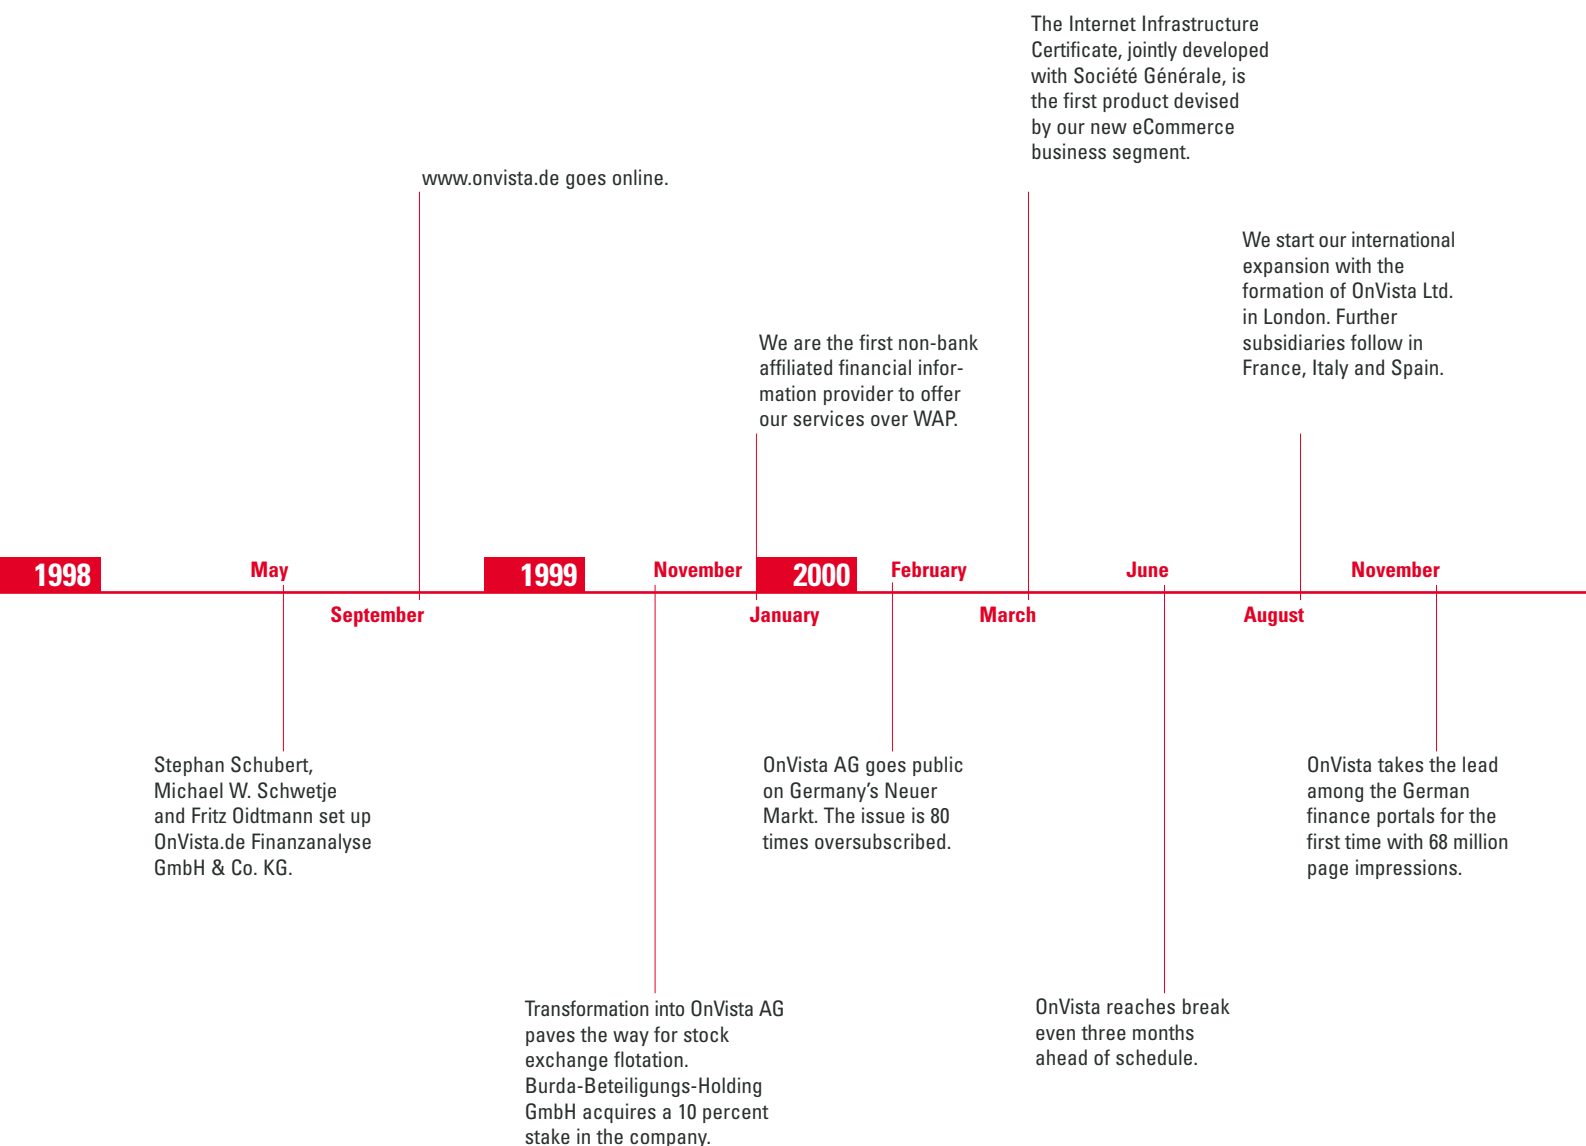 The Internet Infrastructure
Certificate, jointly developed
with Société Générale, is
the first product devised
by our new eCommerce
business segment.
www.onvista.de goes online.
We start our international
expansion with the
formation of OnVista Ltd.
in London. Further
subsidiaries follow in
France, Italy and Spain.
We are the first non-bank
affiliated financial infor-
mation provider to offer
our services over WAP.
1998
May
1999
November
2000
February
June
November
September
January
March
August
Stephan Schubert,
Michael W. Schwetje
and Fritz Oidtmann set up
OnVista.de Finanzanalyse
GmbH & Co. KG.
OnVista AG goes public
on Germany's Neuer
Markt. The issue is 80
times oversubscribed.
OnVista takes the lead
among the German
finance portals for the
first time with 68 million
page impressions.
Transformation into OnVista AG
paves the way for stock
exchange flotation.
Burda-Beteiligungs-Holding
GmbH acquires a 10 percent
stake in the company.
OnVista reaches break
even three months
ahead of schedule.